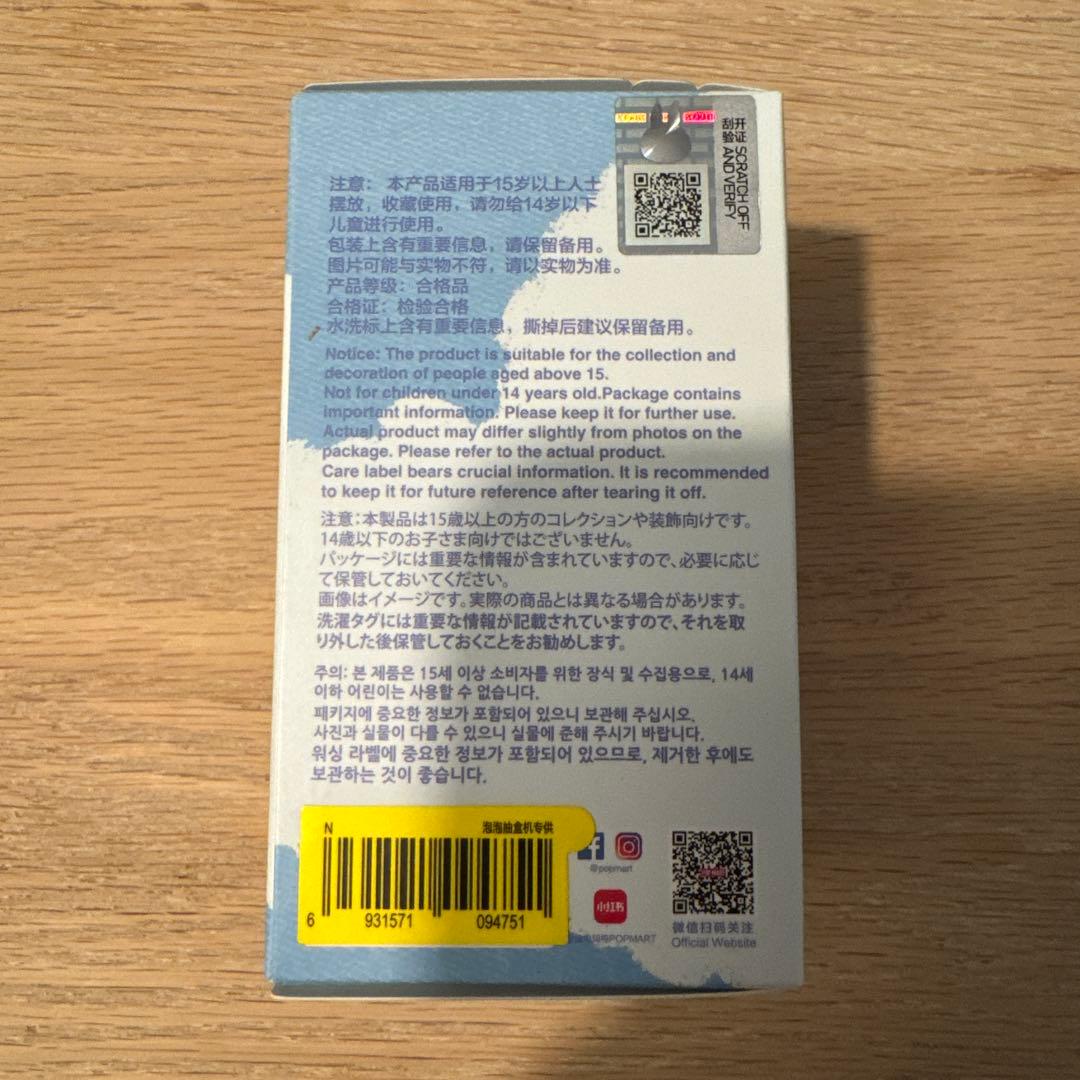 开 SCRATCH OFF
刮 证 AND VERIFY
验
注意： 本产品适用于15岁以上人士
摆放，收藏使用，请勿给14岁以下
儿童进行使用。
包装上含有重要信息，请保留备用。
图片可能与实物不符，请以实物为准。
产品等级：合格品
合格证：检验合格
水洗标上含有重要信息，撕掉后建议保留备用。
Notice: The product is suitable for the collection and
decoration of people aged above 15.
Not for children under 14 years old.Package contains
important information. Please keep it for further use.
Actual product may differ slightly from photos on the
package. Please refer to the actual product.
Care label bears crucial information. It is recommended
to keep it for future reference after tearing it off.
注意：本製品は15歳以上の方のコレクションや装飾向けです。
14歳以下のお子さま向けではございません。
パッケージには重要な情報が含まれていますので、必要に応じ
て保管しておいてください。
画像はイメージです。実際の商品とは異なる場合があります。
洗濯タグには重要な情報が記載されていますので、それを取
り外した後保管しておくことをお勧めします。
주의: 본 제품은 15세 이상 소비자를 위한 장식 및 수집용으로, 14세
이하 어린이는 사용할 수 없습니다.
패키지에 중요한 정보가 포함되어 있으니 보관해 주십시오.
사진과 실물이 다를 수 있으니 실물에 준해 주시기 바랍니다.
워싱 라벨에 중요한 정보가 포함되어 있으므로, 제거한 후에도
보관하는 것이 좋습니다.
N 泡泡抽盒机专供
6 931571 094751
@popmart
小红书
POPMART
微信扫码关注
Official Website